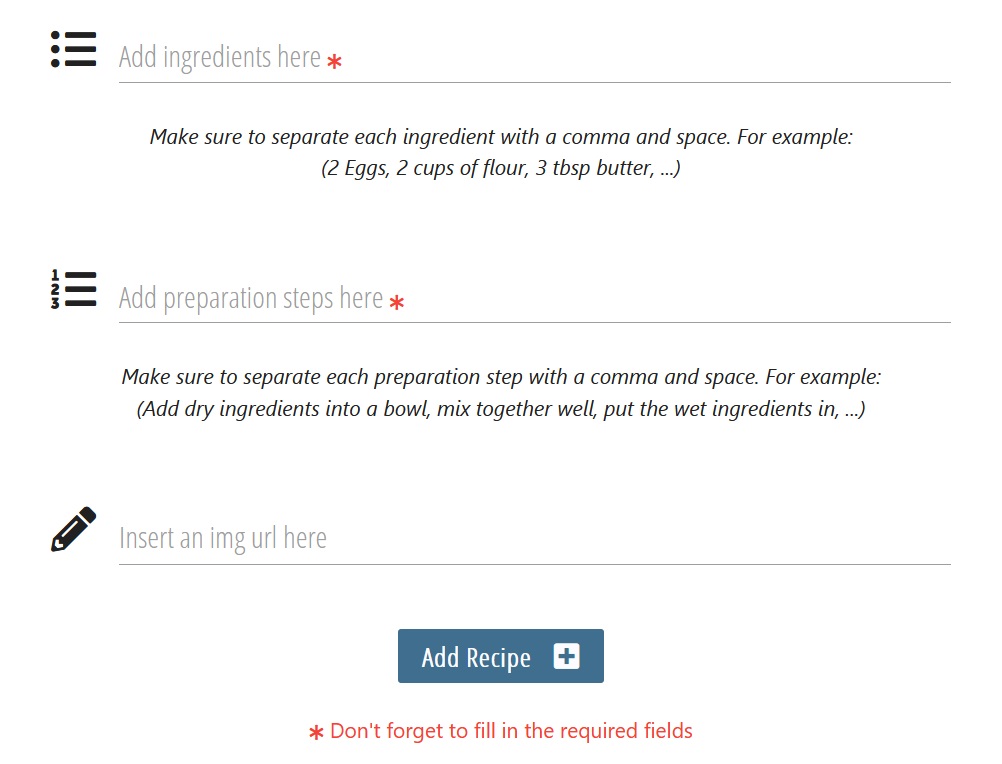 Add ingredients here *
Make sure to separate each ingredient with a comma and space. For example:
(2 Eggs, 2 cups of flour, 3 tbsp butter, ...)
1
2
3
Add preparation steps here *
Make sure to separate each preparation step with a comma and space. For example:
(Add dry ingredients into a bowl, mix together well, put the wet ingredients in, ...)
Insert an img url here
Add Recipe
* Don't forget to fill in the required fields